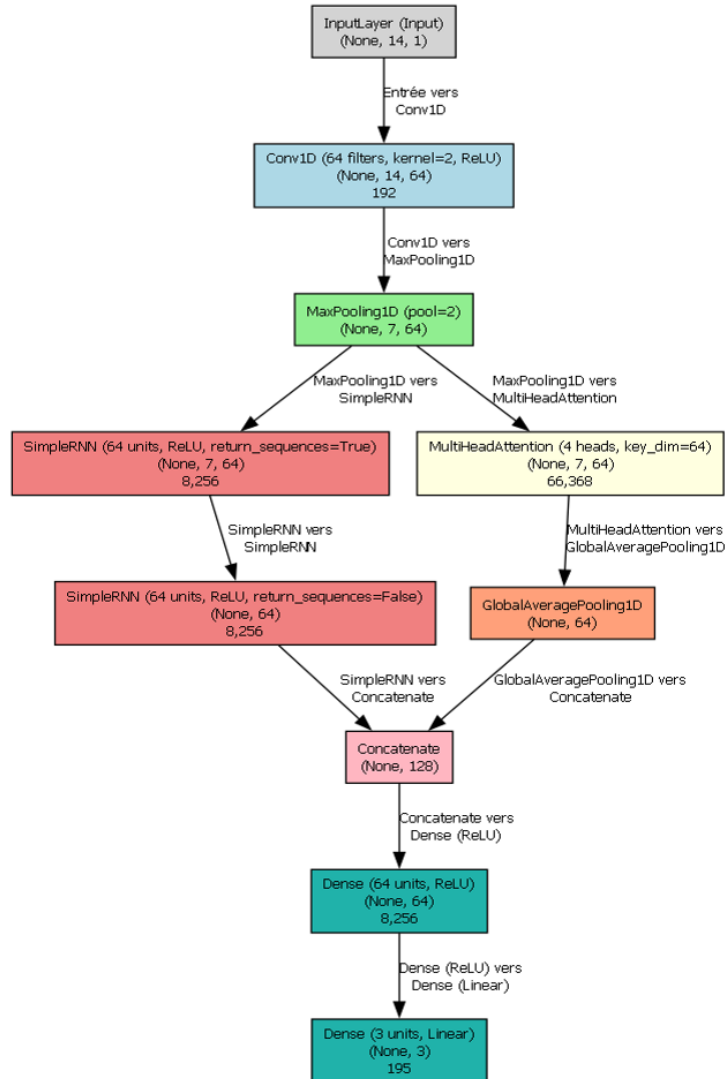 InputLayer (Input)
(None, 14, 1)
Entrée vers
Conv1D
Conv1D (64 filters, kernel=2, ReLU)
(None, 14, 64)
192
Conv1D vers
MaxPooling1D
MaxPooling1D (pool=2)
(None, 7, 64)
MaxPooling1D vers
SimpleRNN
MaxPooling1D vers
MultiHeadAttention
SimpleRNN (64 units, ReLU, return_sequences=True)
(None, 7, 64)
8,256
MultiHeadAttention (4 heads, key_dim=64)
(None, 7, 64)
66,368
SimpleRNN vers
SimpleRNN
MultiHeadAttention vers
GlobalAveragePooling1D
SimpleRNN (64 units, ReLU, return_sequences=False)
(None, 64)
8,256
GlobalAveragePooling1D
(None, 64)
SimpleRNN vers
Concatenate
GlobalAveragePooling1D vers
Concatenate
Concatenate
(None, 128)
Concatenate vers
Dense (ReLU)
Dense (64 units, ReLU)
(None, 64)
8,256
Dense (ReLU) vers
Dense (Linear)
Dense (3 units, Linear)
(None, 3)
195